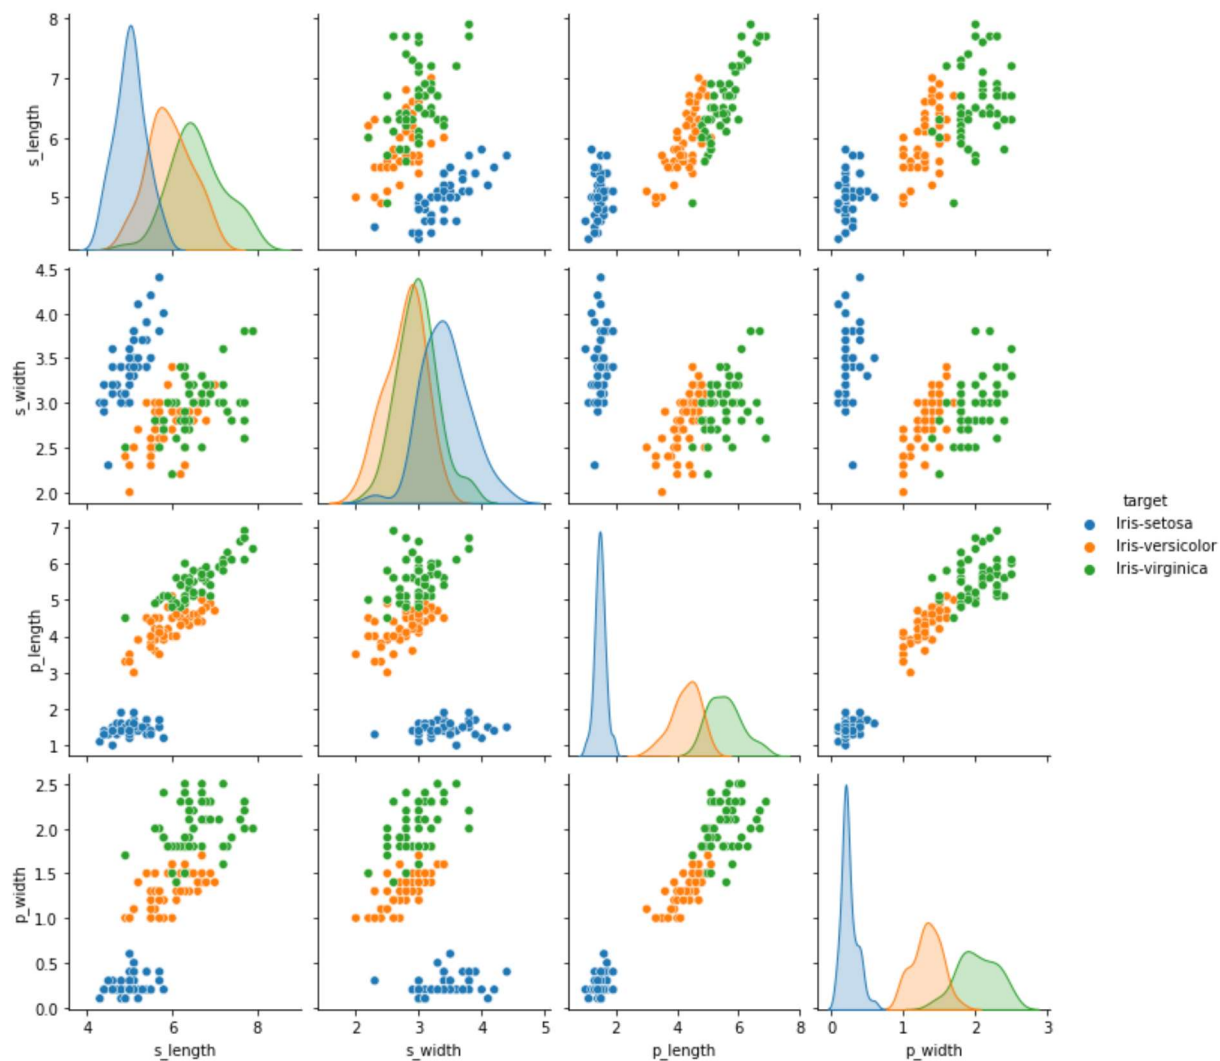 8
7
6
5
s_length
4.5
4.0
3.5
3.0
2.5
2.0
s_width
target
Iris-setosa
Iris-versicolor
Iris-virginica
7
6
5
4
3
2
1
p_length
2.5
2.0
1.5
1.0
0.5
0.0
p_width
4 6 8
s_length
2 3 4 5
s_width
2 4 6 8
p_length
0 1 2 3
p_width